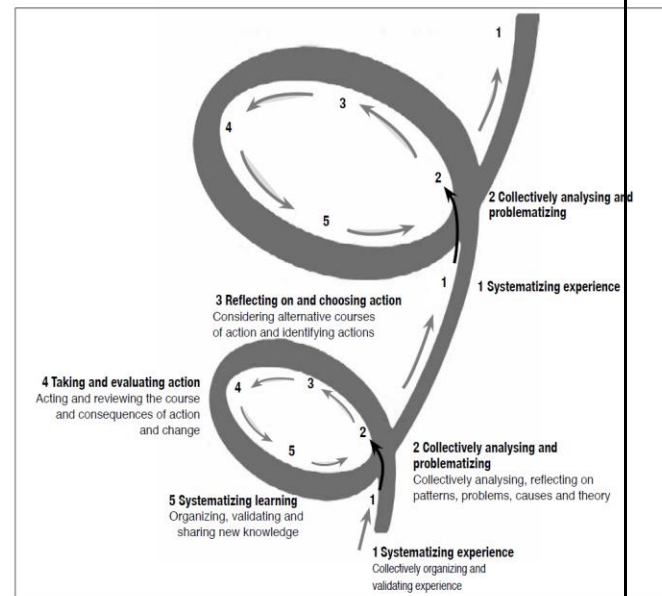 1
3
4
2
2 Collectively analysing and
problematizing
5
1
1 Systematizing experience
3 Reflecting on and choosing action
Considering alternative courses
of action and identifying actions
4 Taking and evaluating action
Acting and reviewing the course
and consequences of action
and change
4
3
2
5
2 Collectively analysing and
problematizing
Collectively analysing, reflecting on
patterns, problems, causes and theory
5 Systematizing learning
Organizing, validating and
sharing new knowledge
1
1 Systematizing experience
Collectively organizing and
validating experience